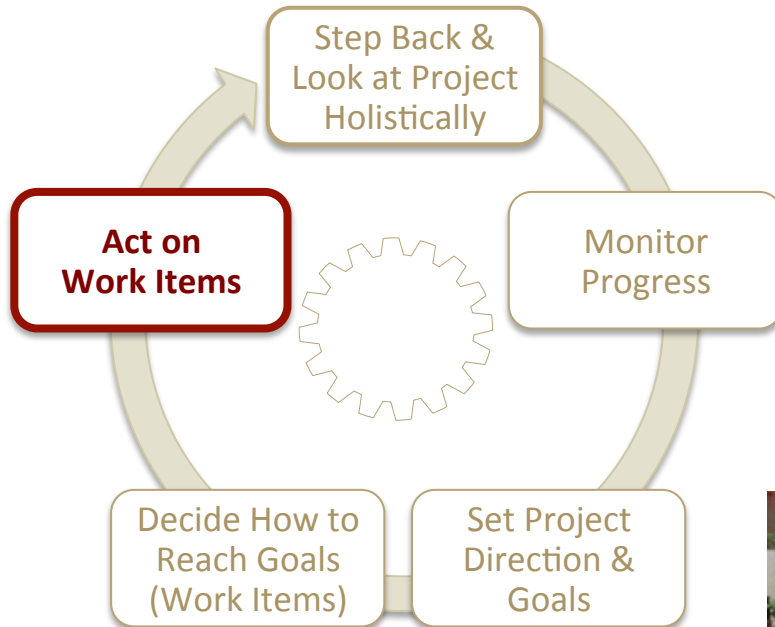 Step Back &
Look at Project
Holistically
Monitor
Progress
Set Project
Direction &
Goals
Decide How to
Reach Goals
(Work Items)
Act on
Work Items